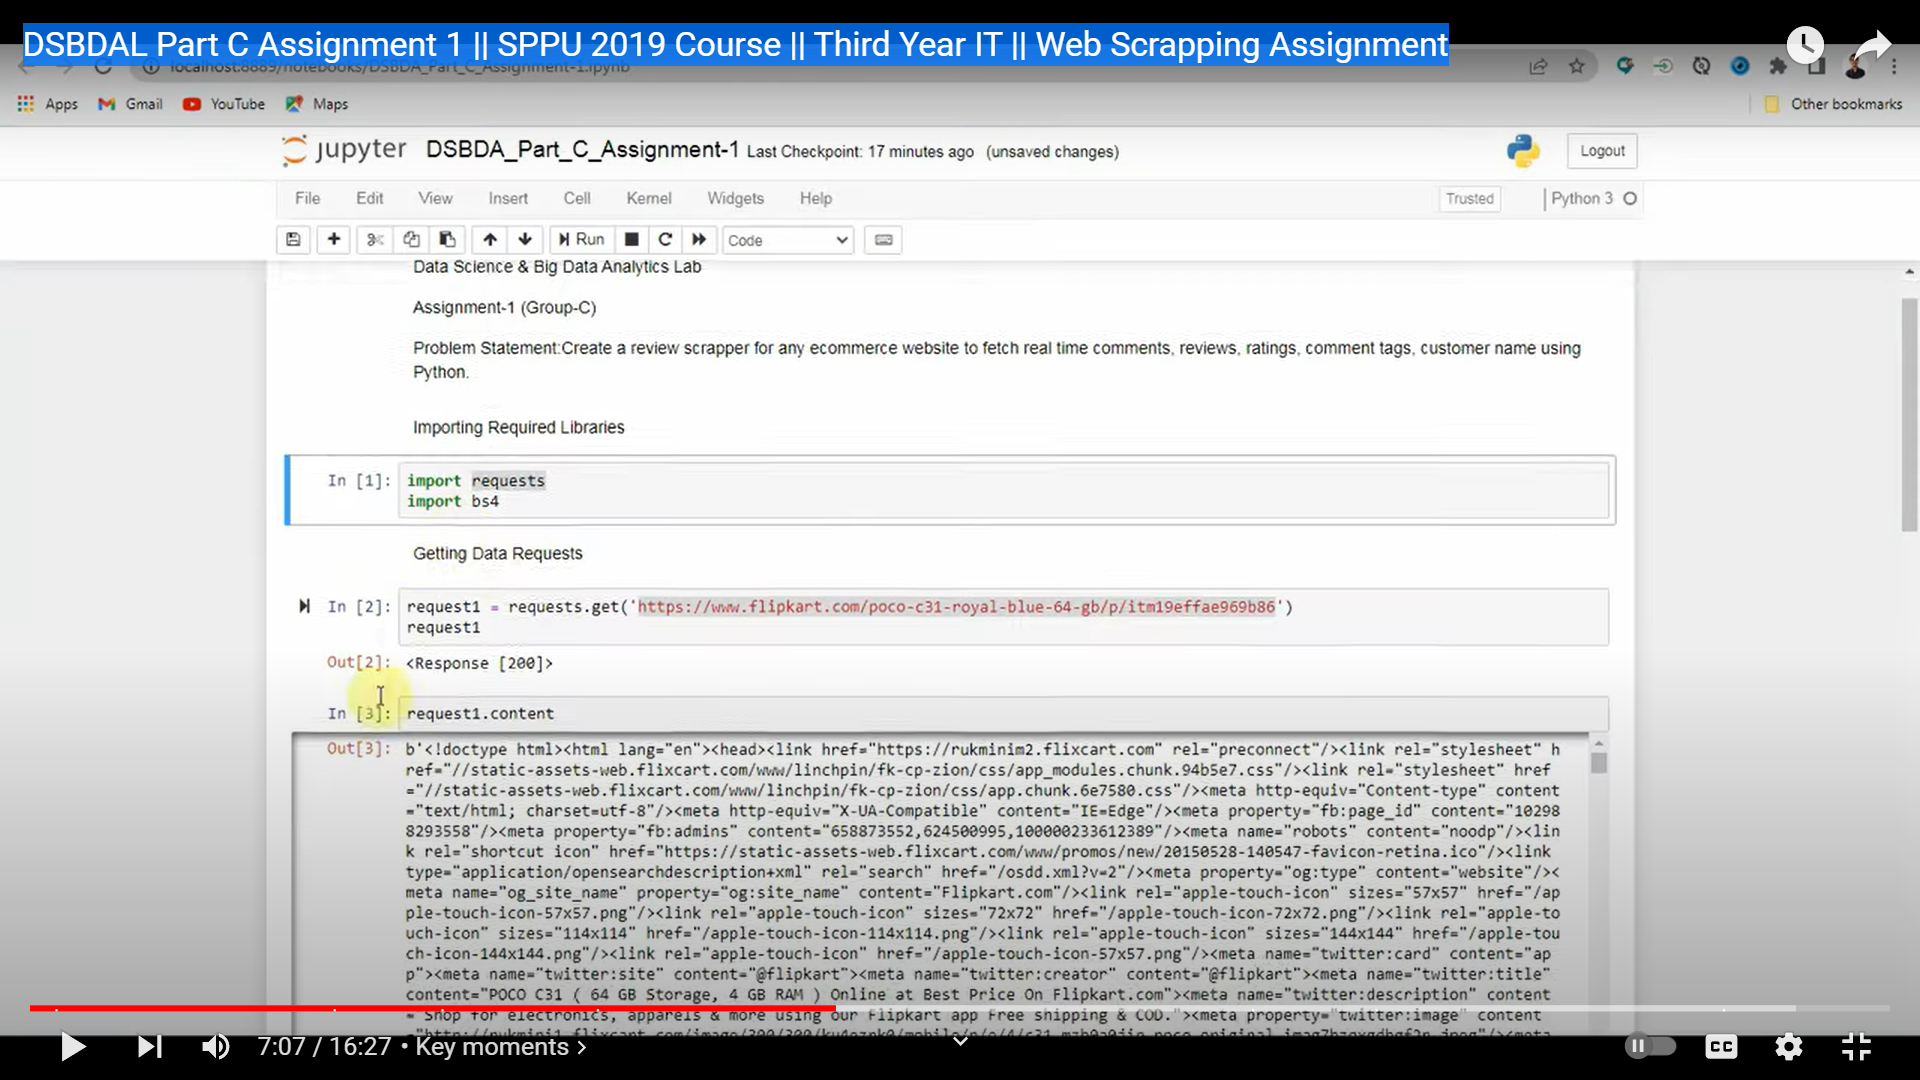 DSBDAL Part C Assignment 1 || SPPU 2019 Course || Third Year IT || Web Scrapping Assignment
localhost:8889/notebooks/DSBDA_Part_C_Assignment-1.ipynb
Apps Gmail YouTube Maps Other bookmarks
jupyter DSBDA_Part_C_Assignment-1 Last Checkpoint: 17 minutes ago (unsaved changes) Logout
File Edit View Insert Cell Kernel Widgets Help Trusted Python 3
Run Code
Data Science & Big Data Analytics Lab
Assignment-1 (Group-C)
Problem Statement:Create a review scrapper for any ecommerce website to fetch real time comments, reviews, ratings, comment tags, customer name using
Python.
Importing Required Libraries
In [1]: import requests
import bs4
Getting Data Requests
In [2]: request1 = requests.get('https://www.flipkart.com/poco-c31-royal-blue-64-gb/p/itm19effae969b86')
request1
Out[2]: <Response [200]>
In [3]: request1.content
Out[3]: b'<!doctype html><html lang="en"><head><link href="https://rukminim2.flixcart.com" rel="preconnect"/><link rel="stylesheet" h
ref="//static-assets-web.flixcart.com/www/linchpin/fk-cp-zion/css/app_modules.chunk.94b5e7.css"/><link rel="stylesheet" href
="//static-assets-web.flixcart.com/www/linchpin/fk-cp-zion/css/app.chunk.6e7580.css"/><meta http-equiv="Content-type" content
="text/html; charset=utf-8"/><meta http-equiv="X-UA-Compatible" content="IE=Edge"/><meta property="fb:page_id" content="10298
8293558"/><meta property="fb:admins" content="658873552,624500995,100000233612389"/><meta name="robots" content="noodp"/><lin
k rel="shortcut icon" href="https://static-assets-web.flixcart.com/www/promos/new/20150528-140547-favicon-retina.ico"/><link
type="application/opensearchdescription+xml" rel="search" href="/osdd.xml?v=2"/><meta property="og:type" content="website"/><
meta name="og_site_name" property="og:site_name" content="Flipkart.com"/><link rel="apple-touch-icon" sizes="57x57" href="/ap
ple-touch-icon-57x57.png"/><link rel="apple-touch-icon" sizes="72x72" href="/apple-touch-icon-72x72.png"/><link rel="apple-to
uch-icon" sizes="114x114" href="/apple-touch-icon-114x114.png"/><link rel="apple-touch-icon" sizes="144x144" href="/apple-tou
ch-icon-144x144.png"/><link rel="apple-touch-icon" href="/apple-touch-icon-57x57.png"/><meta name="twitter:card" content="ap
p"><meta name="twitter:site" content="@flipkart"><meta name="twitter:creator" content="@flipkart"><meta name="twitter:title"
content="POCO C31 ( 64 GB Storage, 4 GB RAM ) Online at Best Price On Flipkart.com"><meta name="twitter:description" content
= Shop for electronics, apparels & more using our Flipkart app Free shipping & COD."><meta property="twitter:image" content
7:07 / 16:27 • Key moments
CC